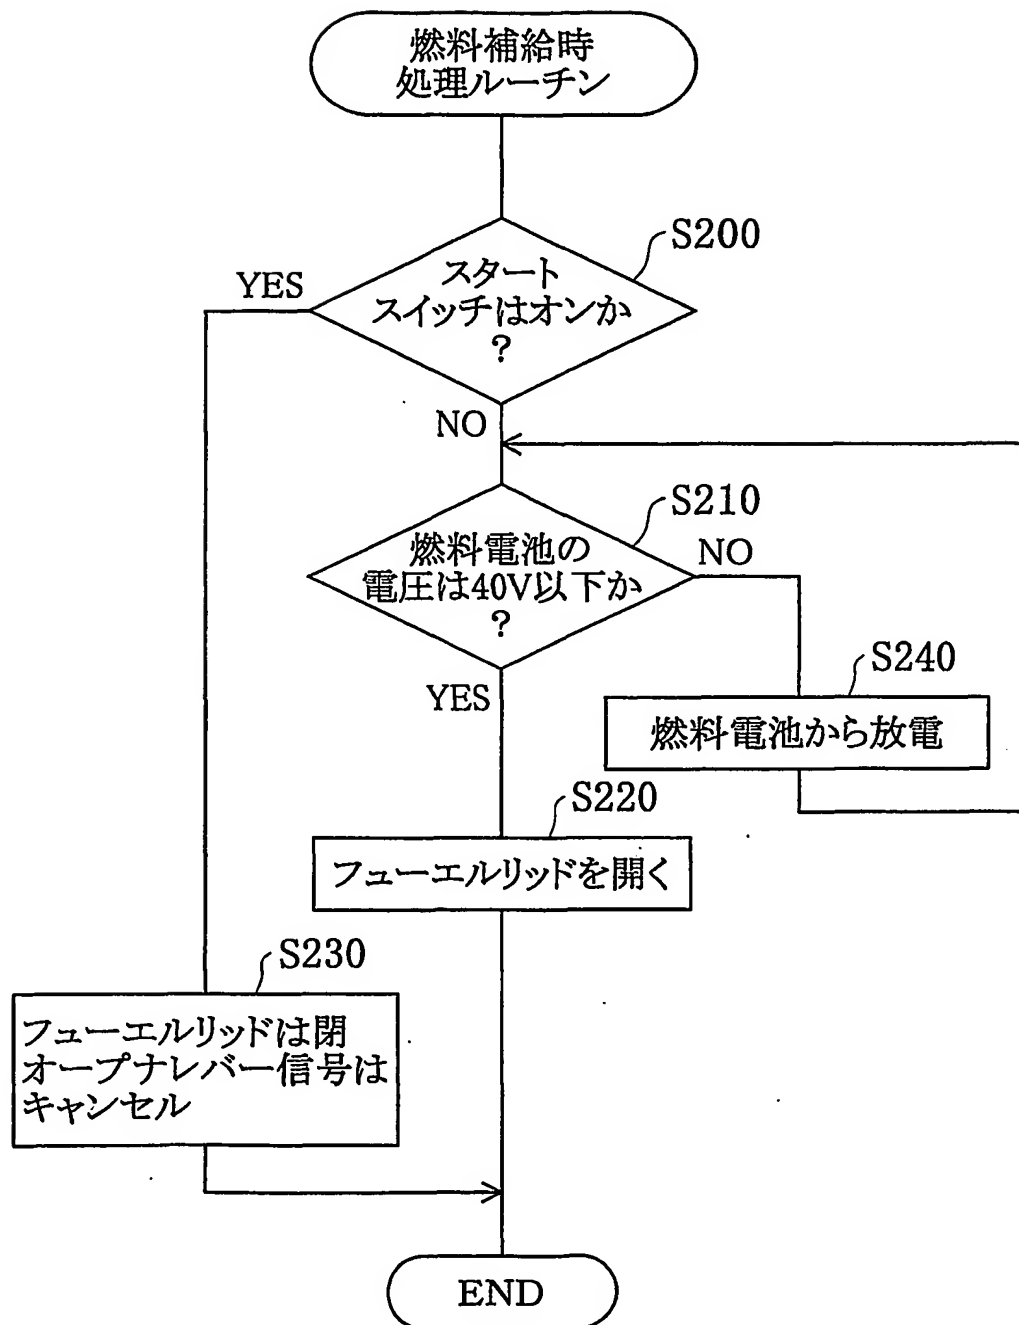 燃料補給時
処理ルーチン
S200
YES
スタート
スイッチはオンか
?
NO
S210
燃料電池の
電圧は40V以下か
?
NO
YES
S240
燃料電池から放電
S220
フューエルリッドを開く
S230
フューエルリッドは閉
オープナレバー信号は
キャンセル
END